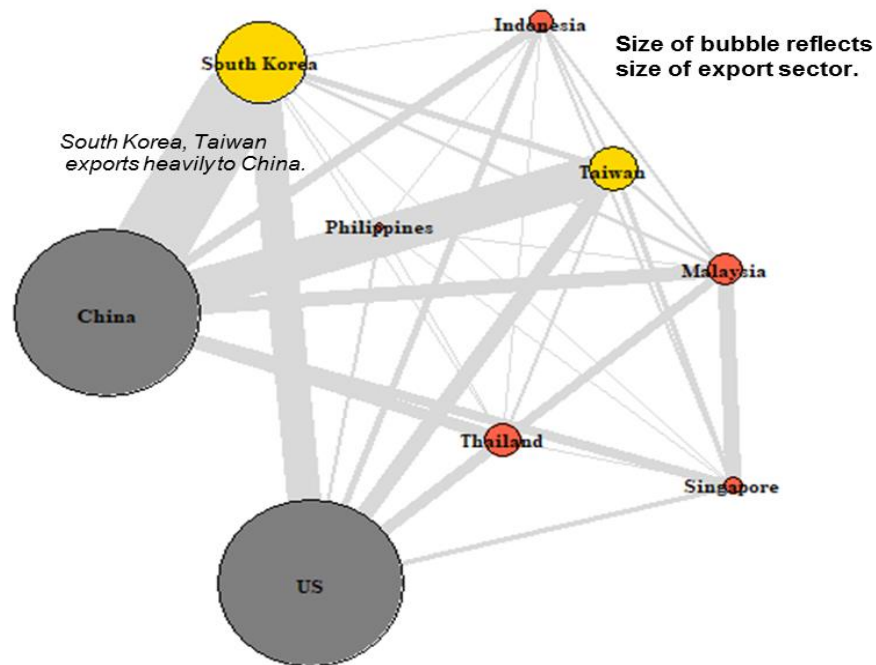 Indonesia
Size of bubble reflects
size of export sector.
South Korea
South Korea, Taiwan
exports heavily to China.
Taiwan
Philippines
Malaysia
China
Thailand
Singapore
US